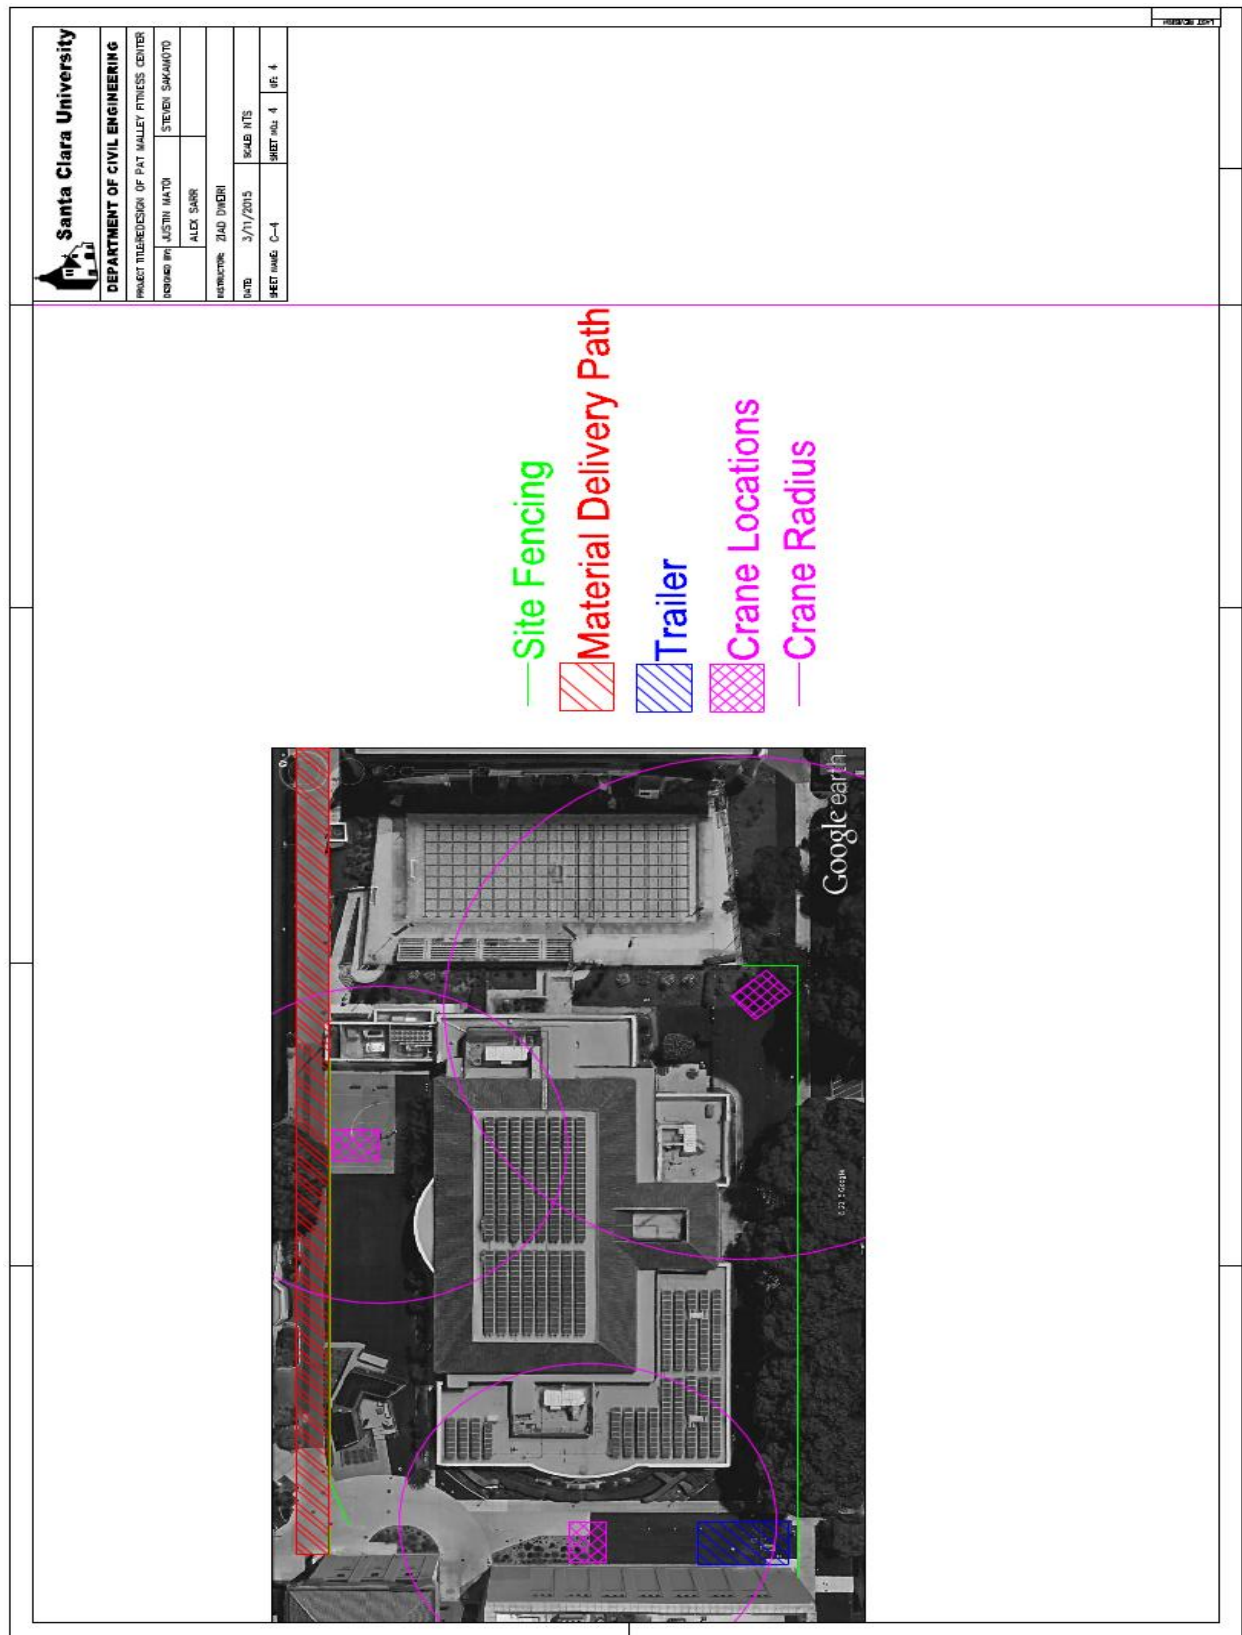 Santa Clara University
DEPARTMENT OF CIVIL ENGINEERING
PROJECT TITLE:REDESIGN OF PAT MALLEY FITNESS CENTER
DESIGNED BY: JUSTIN MATOI STEVEN SAKAMOTO
ALEX SARR
INSTRUCTOR: ZIAD DWEIRI
DATE: 3/11/2015 SCALE: NTS
SHEET NAME: C-4 SHEET NO.: 4 OF: 4
LAST REVISION:
Site Fencing
Material Delivery Path
Trailer
Crane Locations
Crane Radius
Google earth